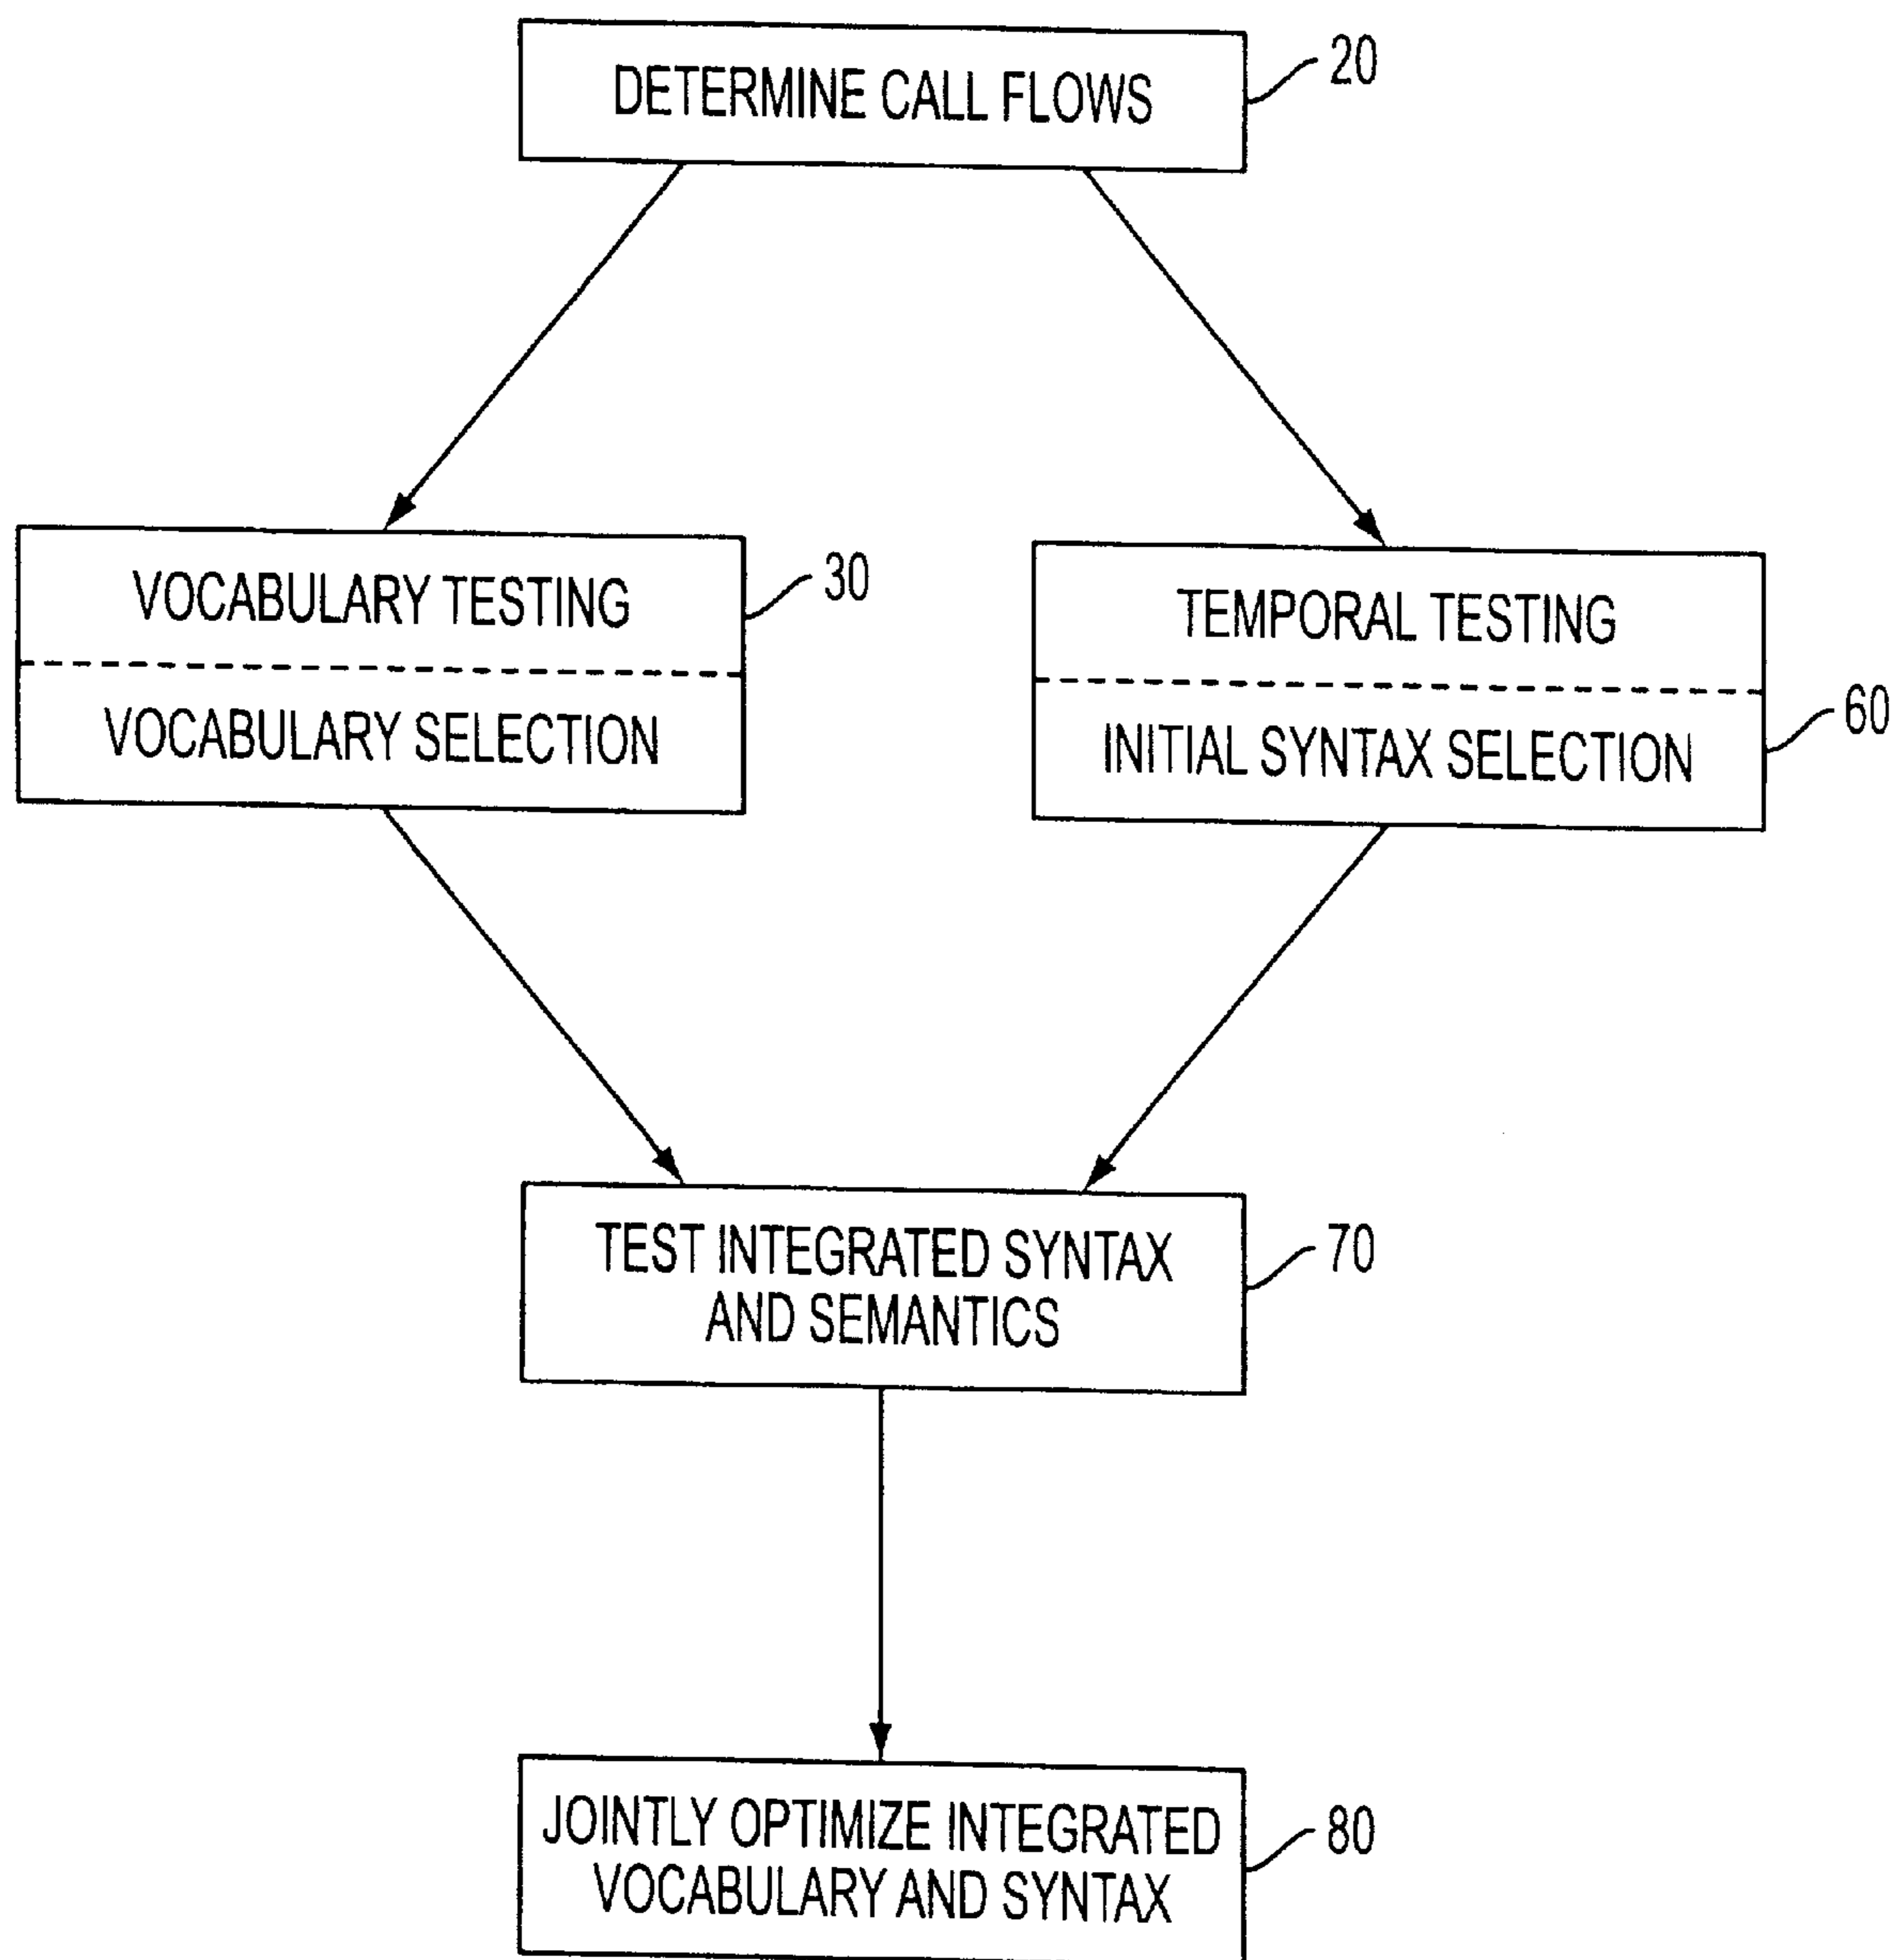 DETERMINE CALL FLOWS
20
VOCABULARY TESTING
30
VOCABULARY SELECTION
TEMPORAL TESTING
INITIAL SYNTAX SELECTION
60
TEST INTEGRATED SYNTAX
AND SEMANTICS
70
JOINTLY OPTIMIZE INTEGRATED
VOCABULARY AND SYNTAX
80